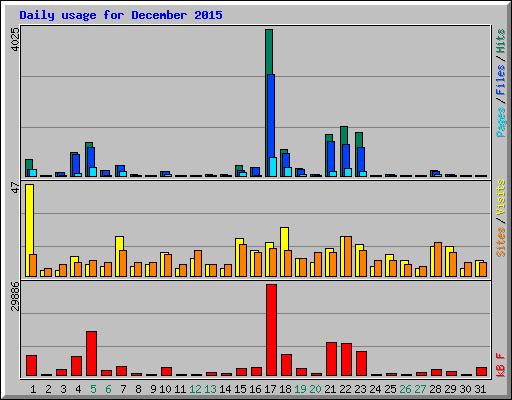 Daily usage for December 2015
4025
Pages/Files/Hits
47
Sites/Visits
29886
kB F
1 2 3 4 5 6 7 8 9 10 11 12 13 14 15 16 17 18 19 20 21 22 23 24 25 26 27 28 29 30 31